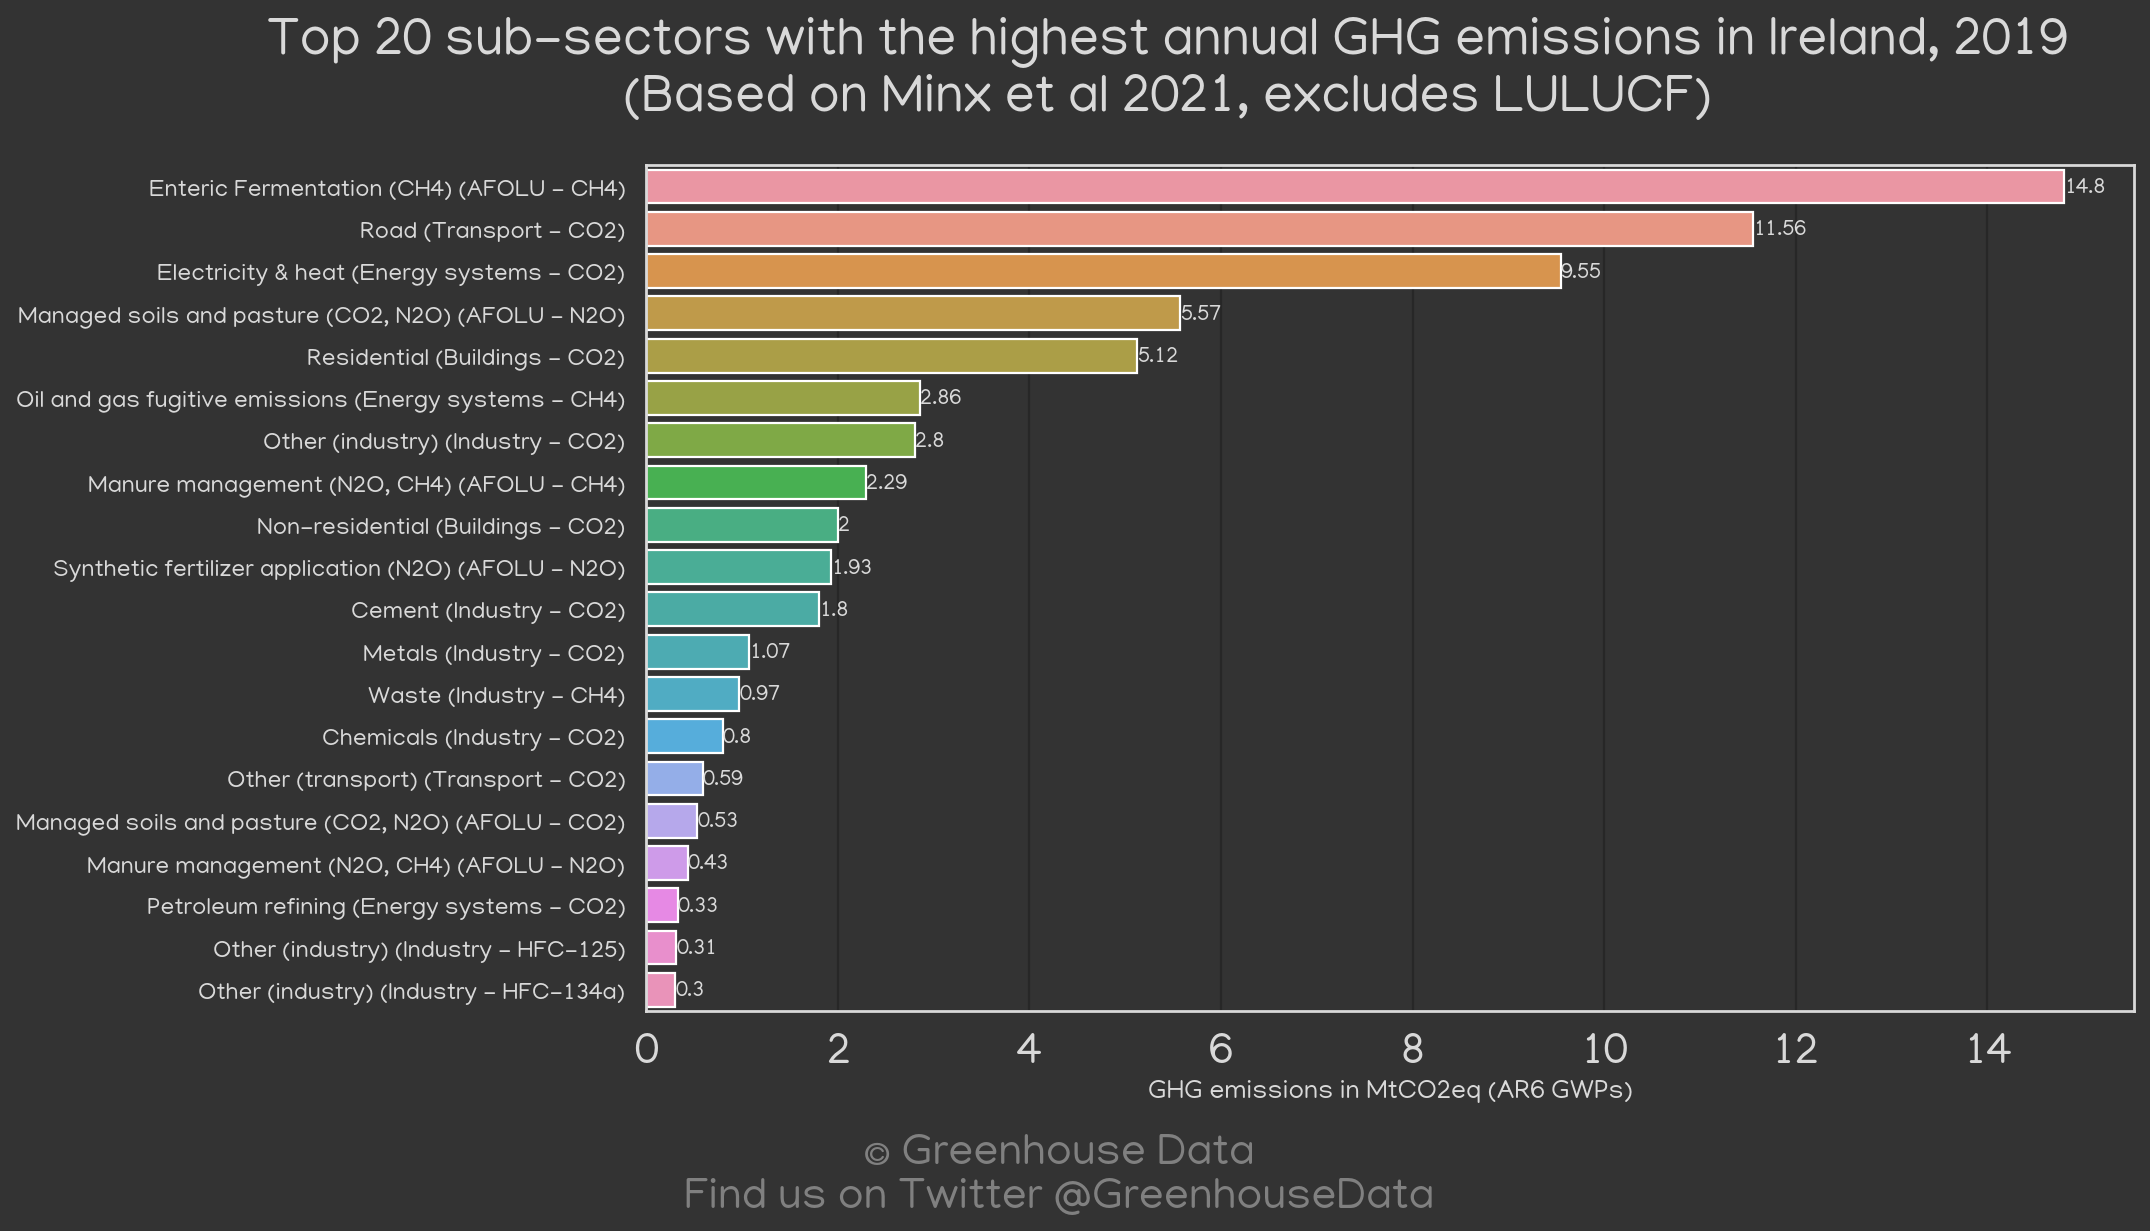 Top 20 sub-sectors with the highest annual GHG emissions in Ireland, 2019
(Based on Minx et al 2021, excludes LULUCF)
Enteric Fermentation (CH4) (AFOLU - CH4) 14.8
Road (Transport - CO2) 11.56
Electricity & heat (Energy systems - CO2) 9.55
Managed soils and pasture (CO2, N2O) (AFOLU - N2O) 5.57
Residential (Buildings - CO2) 5.12
Oil and gas fugitive emissions (Energy systems - CH4) 2.86
Other (industry) (Industry - CO2) 2.8
Manure management (N2O, CH4) (AFOLU - CH4) 2.29
Non-residential (Buildings - CO2) 2
Synthetic fertilizer application (N2O) (AFOLU - N2O) 1.93
Cement (Industry - CO2) 1.8
Metals (Industry - CO2) 1.07
Waste (Industry - CH4) 0.97
Chemicals (Industry - CO2) 0.8
Other (transport) (Transport - CO2) 0.59
Managed soils and pasture (CO2, N2O) (AFOLU - CO2) 0.53
Manure management (N2O, CH4) (AFOLU - N2O) 0.43
Petroleum refining (Energy systems - CO2) 0.33
Other (industry) (Industry - HFC-125) 0.31
Other (industry) (Industry - HFC-134a) 0.3
0 2 4 6 8 10 12 14
GHG emissions in MtCO2eq (AR6 GWPs)
© Greenhouse Data
Find us on Twitter @GreenhouseData